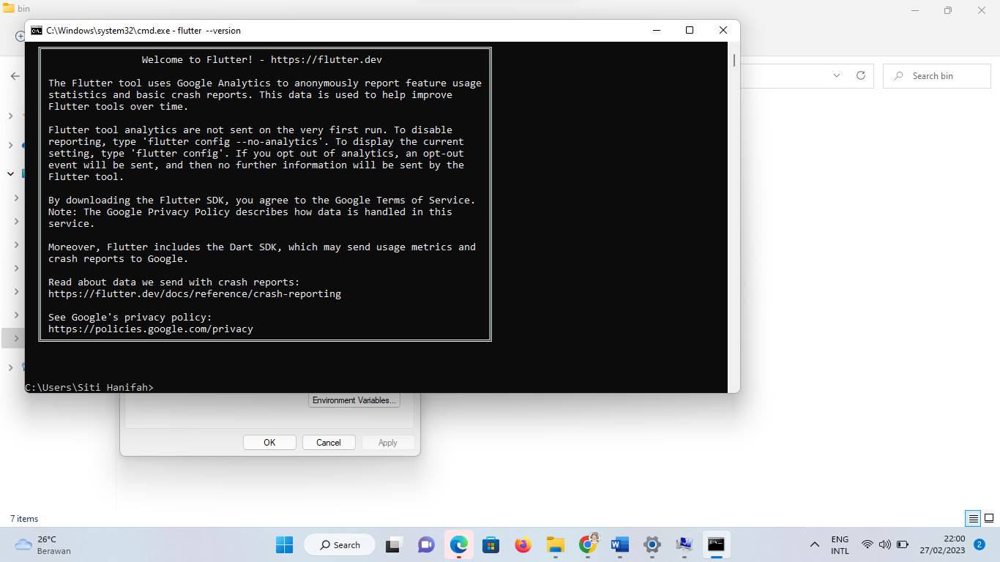 bin
C:\Windows\system32\cmd.exe - flutter  --version
Welcome to Flutter! - https://flutter.dev
The Flutter tool uses Google Analytics to anonymously report feature usage
statistics and basic crash reports. This data is used to help improve
Flutter tools over time.
Flutter tool analytics are not sent on the very first run. To disable
reporting, type 'flutter config --no-analytics'. To display the current
setting, type 'flutter config'. If you opt out of analytics, an opt-out
event will be sent, and then no further information will be sent by the
Flutter tool.
By downloading the Flutter SDK, you agree to the Google Terms of Service.
Note: The Google Privacy Policy describes how data is handled in this
service.
Moreover, Flutter includes the Dart SDK, which may send usage metrics and
crash reports to Google.
Read about data we send with crash reports:
https://flutter.dev/docs/reference/crash-reporting
See Google's privacy policy:
https://policies.google.com/privacy
C:\Users\Siti Hanifah>
Search bin
Environment Variables...
OK
Cancel
Apply
7 items
26°C
Berawan
Search
ENG
INTL
22:00
27/02/2023
2